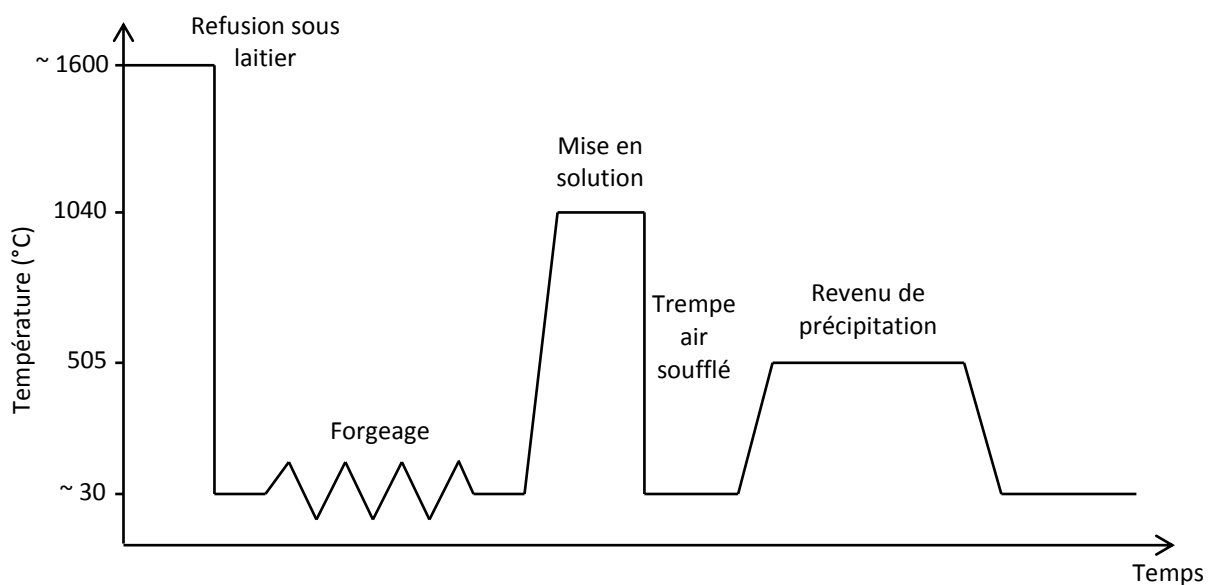 Refusion sous
laitier
~ 1600
Mise en
solution
1040
Trempe
air
soufflé
Revenu de
précipitation
505
Température (°C)
Forgeage
~ 30
Temps